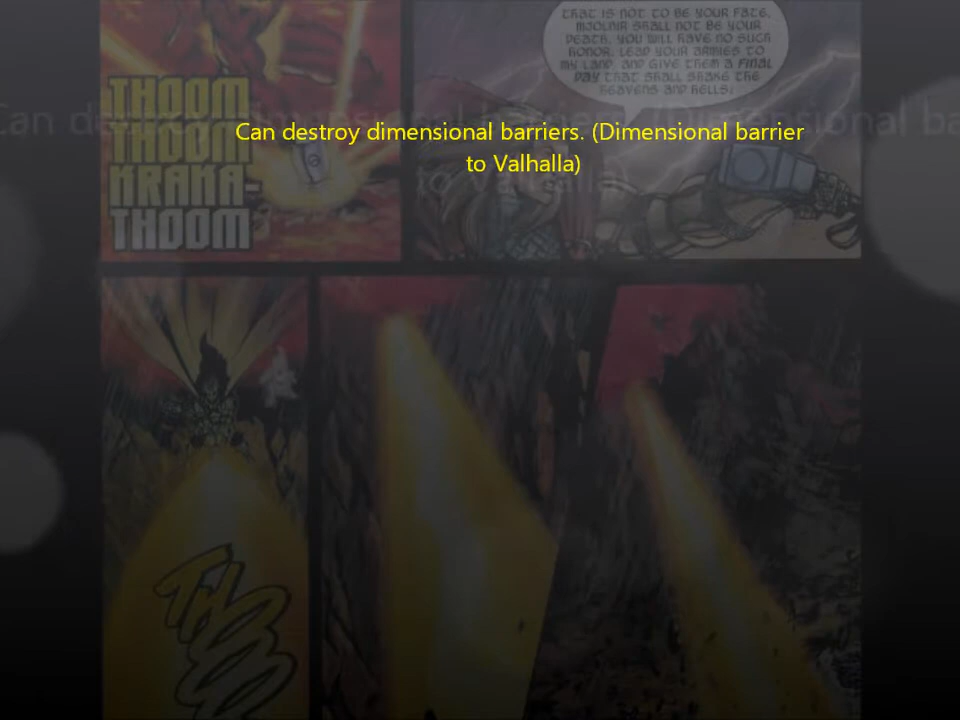 THAT IS NOT TO BE YOUR FATE.
MJOLNIR SHALL NOT BE YOUR
DEATH. YOU WILL HAVE NO SUCH
HONOR. LEAD YOUR ARMIES TO
MY LAND, AND GIVE THEM A FINAL
DAY THAT SHALL SHAKE THE
HEAVENS AND HELLS!
THOOM
THOOM
KRAKA-
THOOM
Can destroy dimensional barriers. (Dimensional barrier
to Valhalla)